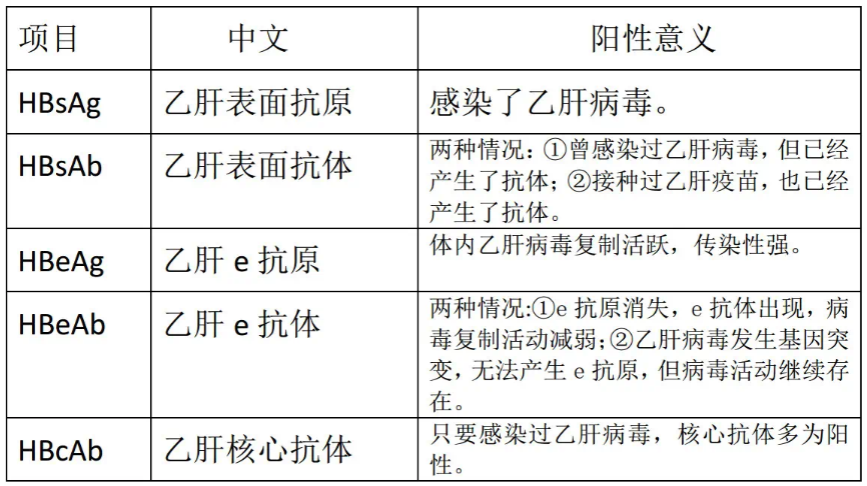 项目 中文 阳性意义
HBsAg 乙肝表面抗原 感染了乙肝病毒。
HBsAb 乙肝表面抗体 两种情况：①曾感染过乙肝病毒，但已经
产生了抗体；②接种过乙肝疫苗，也已经
产生了抗体。
HBeAg 乙肝 e 抗原 体内乙肝病毒复制活跃，传染性强。
HBeAb 乙肝 e 抗体 两种情况:①e 抗原消失，e 抗体出现，病
毒复制活动减弱;②乙肝病毒发生基因突
变，无法产生 e 抗原，但病毒活动继续存
在。
HBcAb 乙肝核心抗体 只要感染过乙肝病毒，核心抗体多为阳
性。